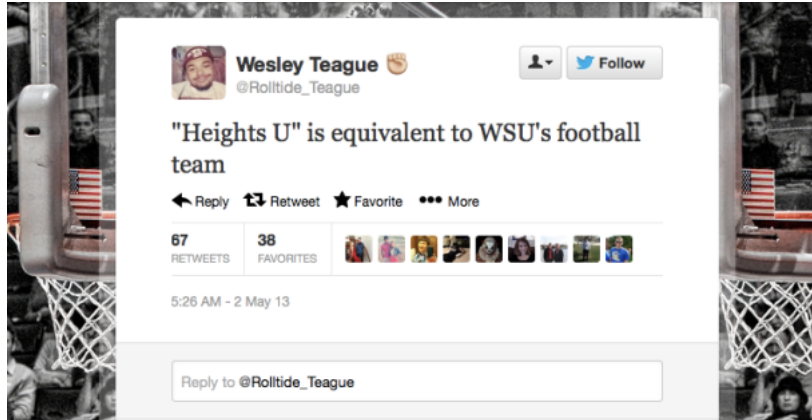 Wesley Teague ✊
@Rolltide_Teague
Follow
"Heights U" is equivalent to WSU's football
team
Reply Retweet Favorite ••• More
67 38
RETWEETS FAVORITES
5:26 AM - 2 May 13
Reply to @Rolltide_Teague